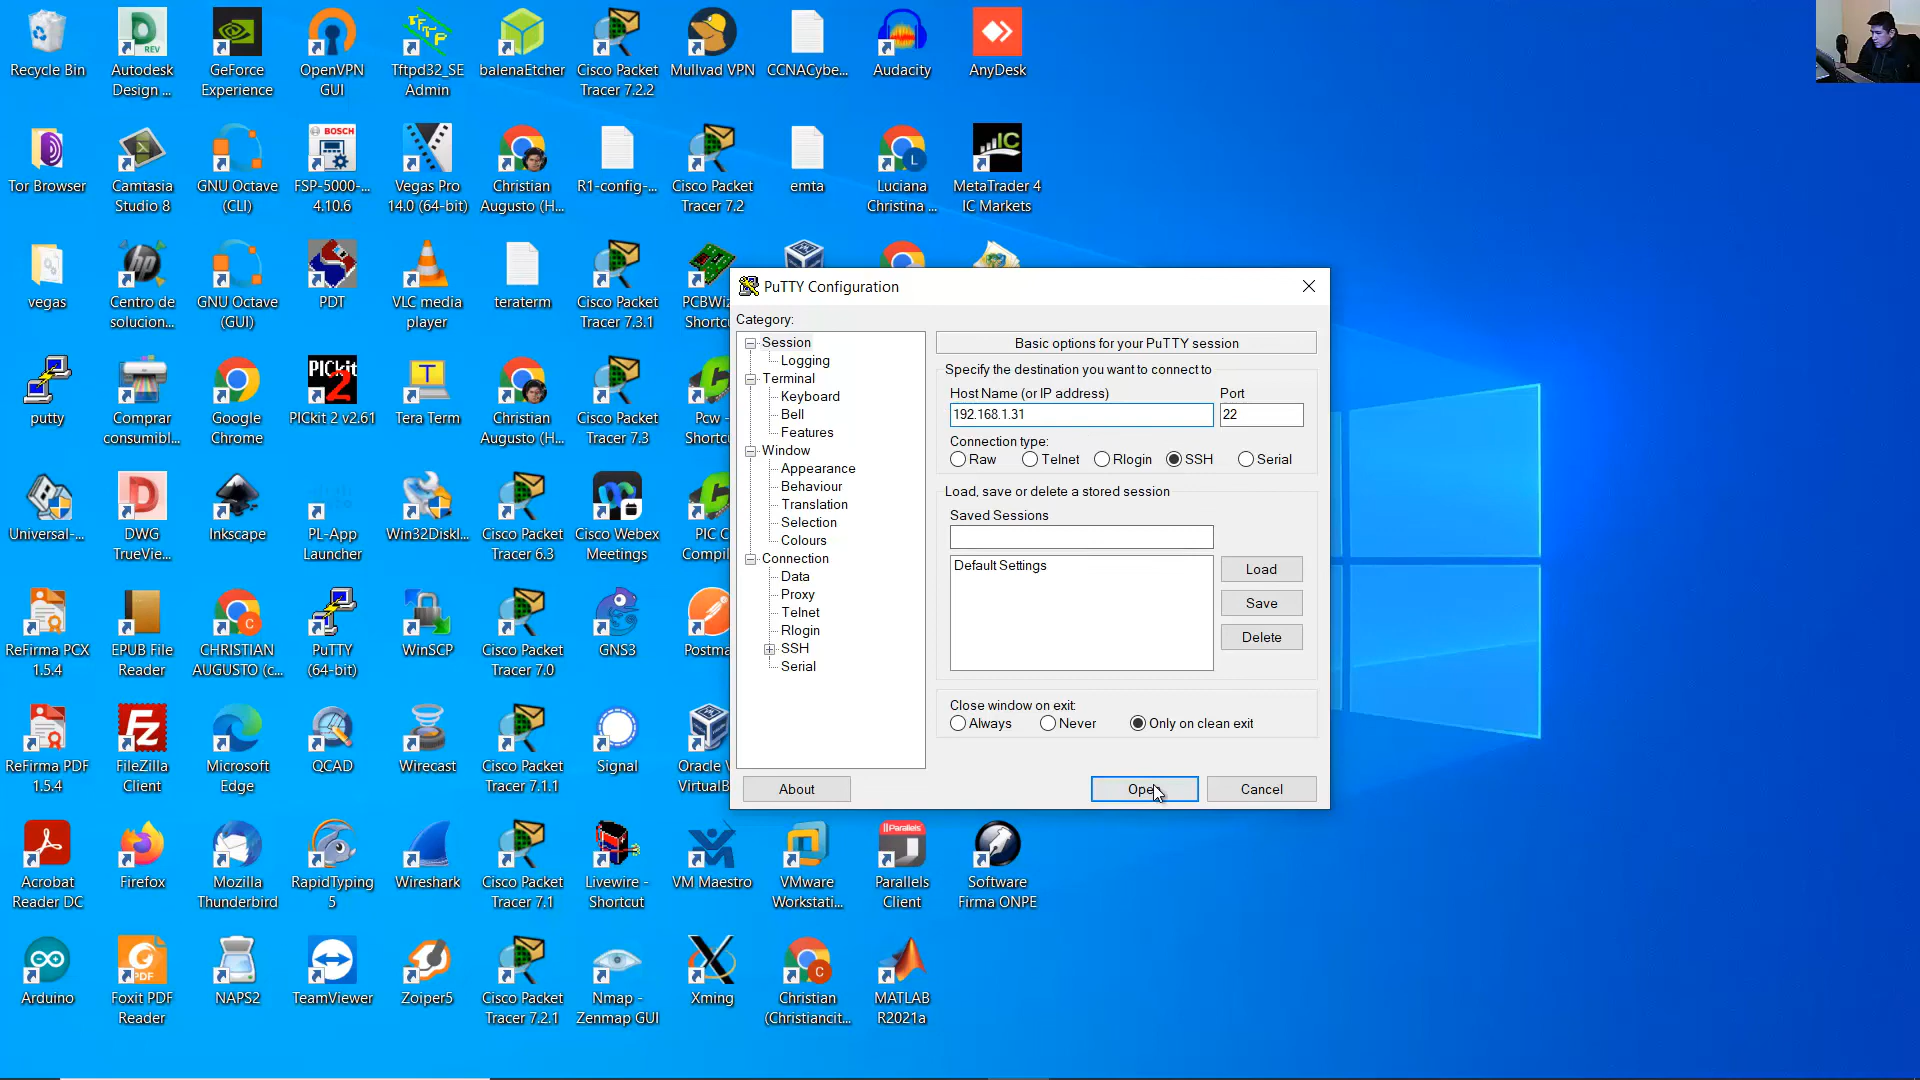 Recycle Bin
Autodesk
Design ...
GeForce
Experience
OpenVPN
GUI
Tftpd32_SE
Admin
balenaEtcher
Cisco Packet
Tracer 7.2.2
Mullvad VPN
CCNACybe...
Audacity
AnyDesk
Tor Browser
Camtasia
Studio 8
GNU Octave
(CLI)
BOSCH
FSP-5000-...
4.10.6
Vegas Pro
14.0 (64-bit)
Christian
Augusto (H...
R1-config-...
Cisco Packet
Tracer 7.2
emta
Luciana
Christina ...
MetaTrader 4
IC Markets
vegas
Centro de
solucion...
GNU Octave
(GUI)
PDT
VLC media
player
teraterm
Cisco Packet
Tracer 7.3.1
PCBWiz
Shortc
putty
Comprar
consumibl...
Google
Chrome
PICkit 2 v2.61
Tera Term
Christian
Augusto (H...
Cisco Packet
Tracer 7.3
Pcw -
Shortc
Universal-...
DWG
TrueVie...
Inkscape
PL-App
Launcher
Win32DiskI...
Cisco Packet
Tracer 6.3
Cisco Webex
Meetings
PIC C
Compil
ReFirma PCX
1.5.4
EPUB File
Reader
CHRISTIAN
AUGUSTO (c...
PuTTY
(64-bit)
WinSCP
Cisco Packet
Tracer 7.0
GNS3
Postma
ReFirma PDF
1.5.4
FileZilla
Client
Microsoft
Edge
QCAD
Wirecast
Cisco Packet
Tracer 7.1.1
Signal
Oracle V
VirtualB
Acrobat
Reader DC
Firefox
Mozilla
Thunderbird
RapidTyping
5
Wireshark
Cisco Packet
Tracer 7.1
Livewire -
Shortcut
VM Maestro
VMware
Workstati...
Parallels
Client
Software
Firma ONPE
Arduino
Foxit PDF
Reader
NAPS2
TeamViewer
Zoiper5
Cisco Packet
Tracer 7.2.1
Nmap -
Zenmap GUI
Xming
Christian
(Christiancit...
MATLAB
R2021a
PuTTY Configuration
Category:
Session
Logging
Terminal
Keyboard
Bell
Features
Window
Appearance
Behaviour
Translation
Selection
Colours
Connection
Data
Proxy
Telnet
Rlogin
SSH
Serial
Basic options for your PuTTY session
Specify the destination you want to connect to
Host Name (or IP address) Port
192.168.1.31 22
Connection type:
Raw Telnet Rlogin SSH Serial
Load, save or delete a stored session
Saved Sessions
Default Settings
Load
Save
Delete
Close window on exit:
Always Never Only on clean exit
About
Open
Cancel